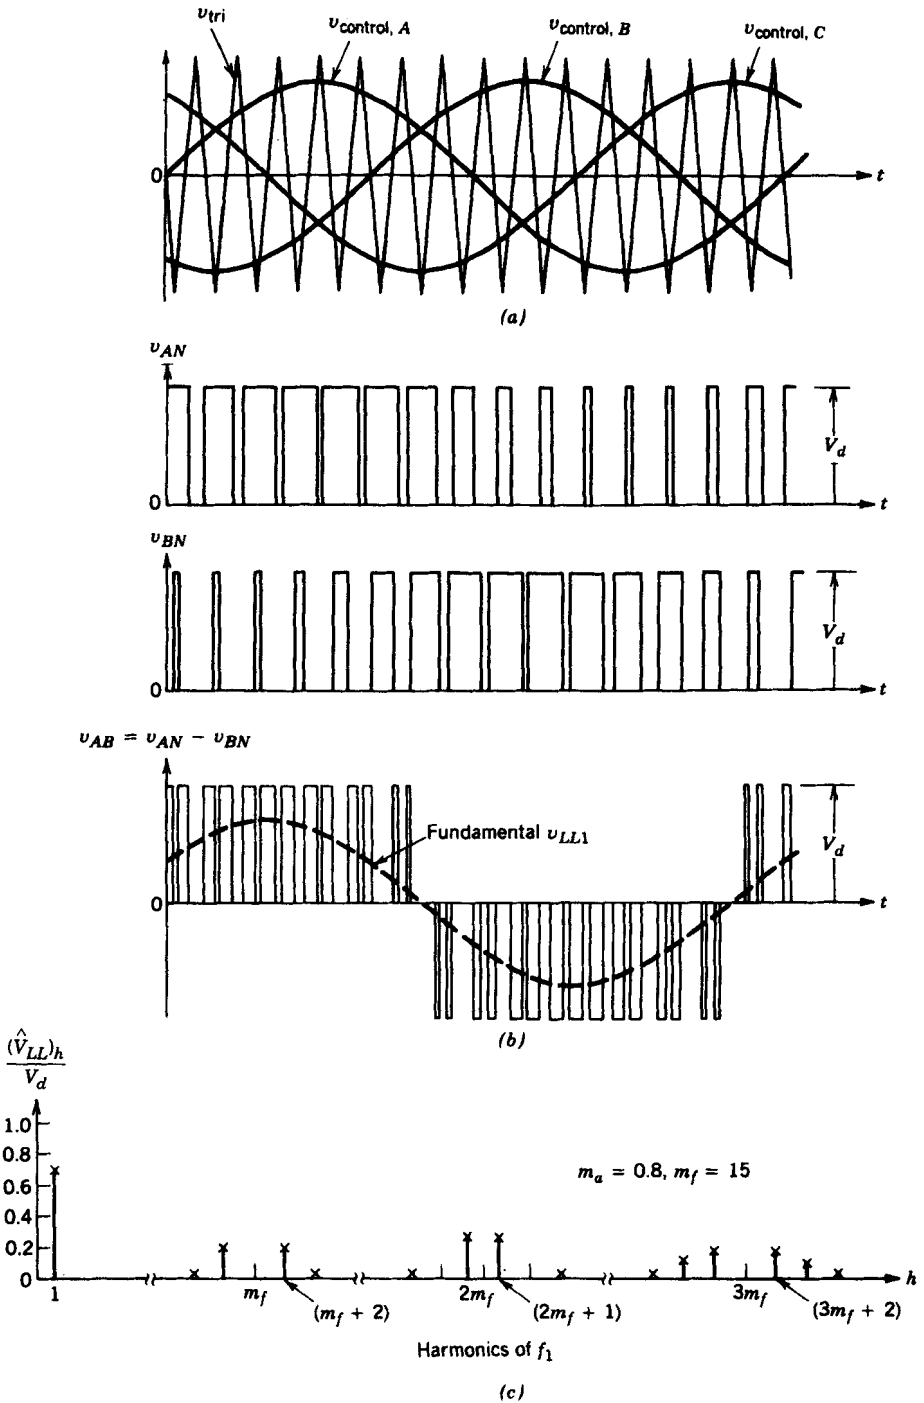 v_tri
v_control, A
v_control, B
v_control, C
0
t
(a)
v_AN
V_d
0
t
v_BN
V_d
0
t
v_AB = v_AN − v_BN
Fundamental v_LL1
V_d
0
t
(b)
(V̂_LL)_h
V_d
1.0
0.8
0.6
0.4
0.2
0
m_a = 0.8, m_f = 15
1
m_f
(m_f + 2)
2m_f
(2m_f + 1)
3m_f
(3m_f + 2)
h
Harmonics of f_1
(c)